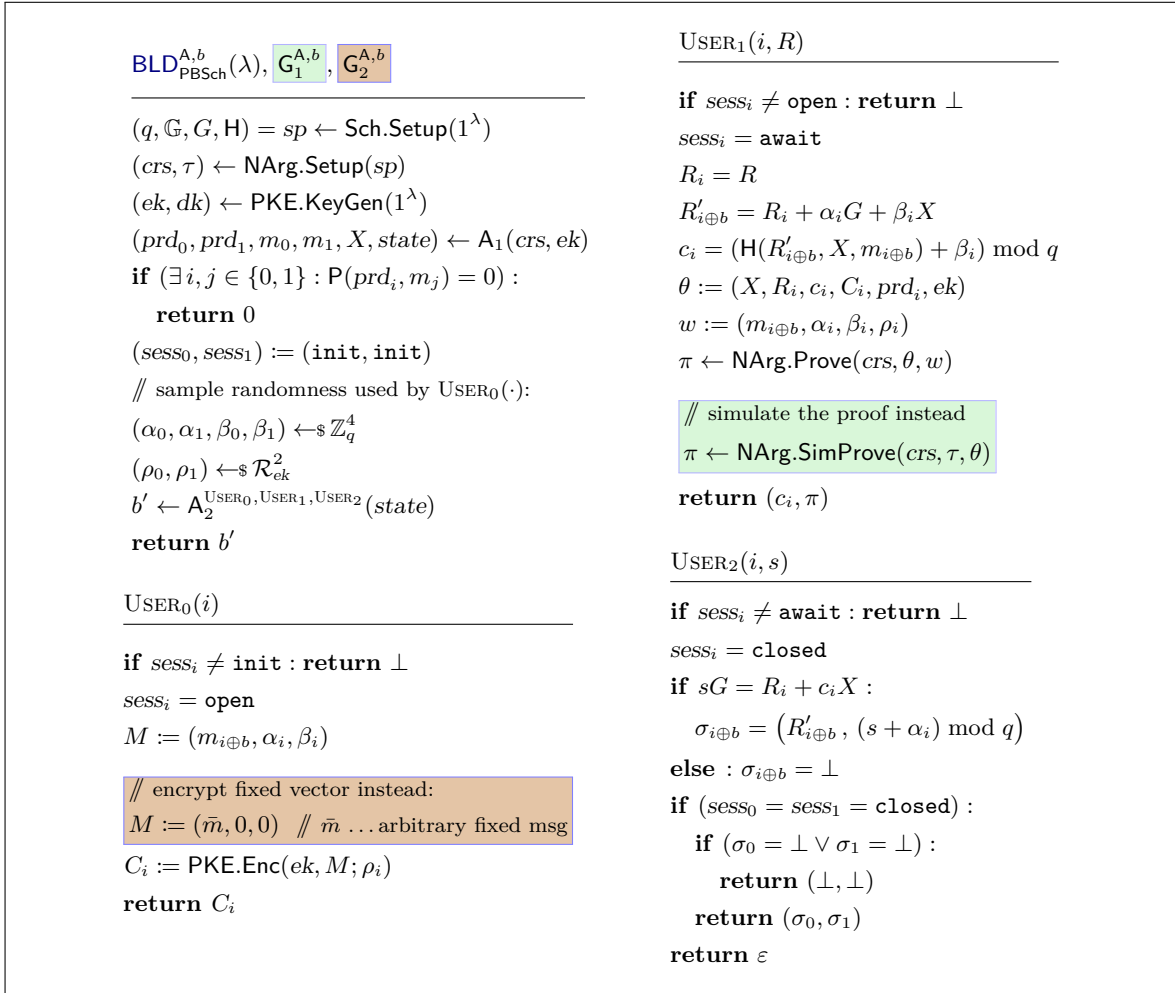 BLD^{A,b}_{PBSch}(λ), G^{A,b}_1, G^{A,b}_2
(q, 𝔾, G, H) = sp ← Sch.Setup(1^λ)
(crs, τ) ← NArg.Setup(sp)
(ek, dk) ← PKE.KeyGen(1^λ)
(prd_0, prd_1, m_0, m_1, X, state) ← A_1(crs, ek)
if (∃ i, j ∈ {0, 1} : P(prd_i, m_j) = 0) :
return 0
(sess_0, sess_1) := (init, init)
// sample randomness used by USER_0(·):
(α_0, α_1, β_0, β_1) ←$ ℤ^4_q
(ρ_0, ρ_1) ←$ ℛ^2_{ek}
b′ ← A_2^{USER_0,USER_1,USER_2}(state)
return b′
USER_0(i)
if sess_i ≠ init : return ⊥
sess_i = open
M := (m_{i⊕b}, α_i, β_i)
// encrypt fixed vector instead:
M := (m̄, 0, 0) // m̄ … arbitrary fixed msg
C_i := PKE.Enc(ek, M; ρ_i)
return C_i
USER_1(i, R)
if sess_i ≠ open : return ⊥
sess_i = await
R_i = R
R′_{i⊕b} = R_i + α_iG + β_iX
c_i = (H(R′_{i⊕b}, X, m_{i⊕b}) + β_i) mod q
θ := (X, R_i, c_i, C_i, prd_i, ek)
w := (m_{i⊕b}, α_i, β_i, ρ_i)
π ← NArg.Prove(crs, θ, w)
// simulate the proof instead
π ← NArg.SimProve(crs, τ, θ)
return (c_i, π)
USER_2(i, s)
if sess_i ≠ await : return ⊥
sess_i = closed
if sG = R_i + c_iX :
σ_{i⊕b} = (R′_{i⊕b}, (s + α_i) mod q)
else : σ_{i⊕b} = ⊥
if (sess_0 = sess_1 = closed) :
if (σ_0 = ⊥ ∨ σ_1 = ⊥) :
return (⊥, ⊥)
return (σ_0, σ_1)
return ε